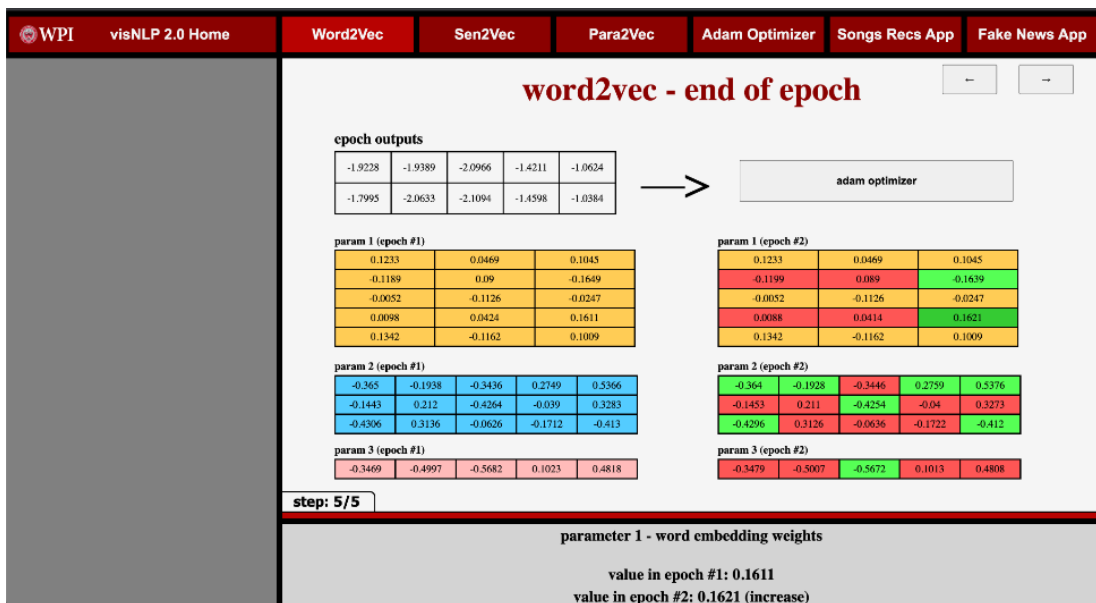 WPI visNLP 2.0 Home Word2Vec Sen2Vec Para2Vec Adam Optimizer Songs Recs App Fake News App
word2vec - end of epoch ← →
epoch outputs
-1.9228 -1.9389 -2.0966 -1.4211 -1.0624
adam optimizer
-1.7995 -2.0633 -2.1094 -1.4598 -1.0384
param 1 (epoch #1) param 1 (epoch #2)
0.1233 0.0469 0.1045 0.1233 0.0469 0.1045
-0.1189 0.09 -0.1649 -0.1199 0.089 -0.1639
-0.0052 -0.1126 -0.0247 -0.0052 -0.1126 -0.0247
0.0098 0.0424 0.1611 0.0088 0.0414 0.1621
0.1342 -0.1162 0.1009 0.1342 -0.1162 0.1009
param 2 (epoch #1) param 2 (epoch #2)
-0.365 -0.1938 -0.3436 0.2749 0.5366 -0.364 -0.1928 -0.3446 0.2759 0.5376
-0.1443 0.212 -0.4264 -0.039 0.3283 -0.1453 0.211 -0.4254 -0.04 0.3273
-0.4306 0.3136 -0.0626 -0.1712 -0.413 -0.4296 0.3126 -0.0636 -0.1722 -0.412
param 3 (epoch #1) param 3 (epoch #2)
-0.3469 -0.4997 -0.5682 0.1023 0.4818 -0.3479 -0.5007 -0.5672 0.1013 0.4808
step: 5/5
parameter 1 - word embedding weights
value in epoch #1: 0.1611
value in epoch #2: 0.1621 (increase)